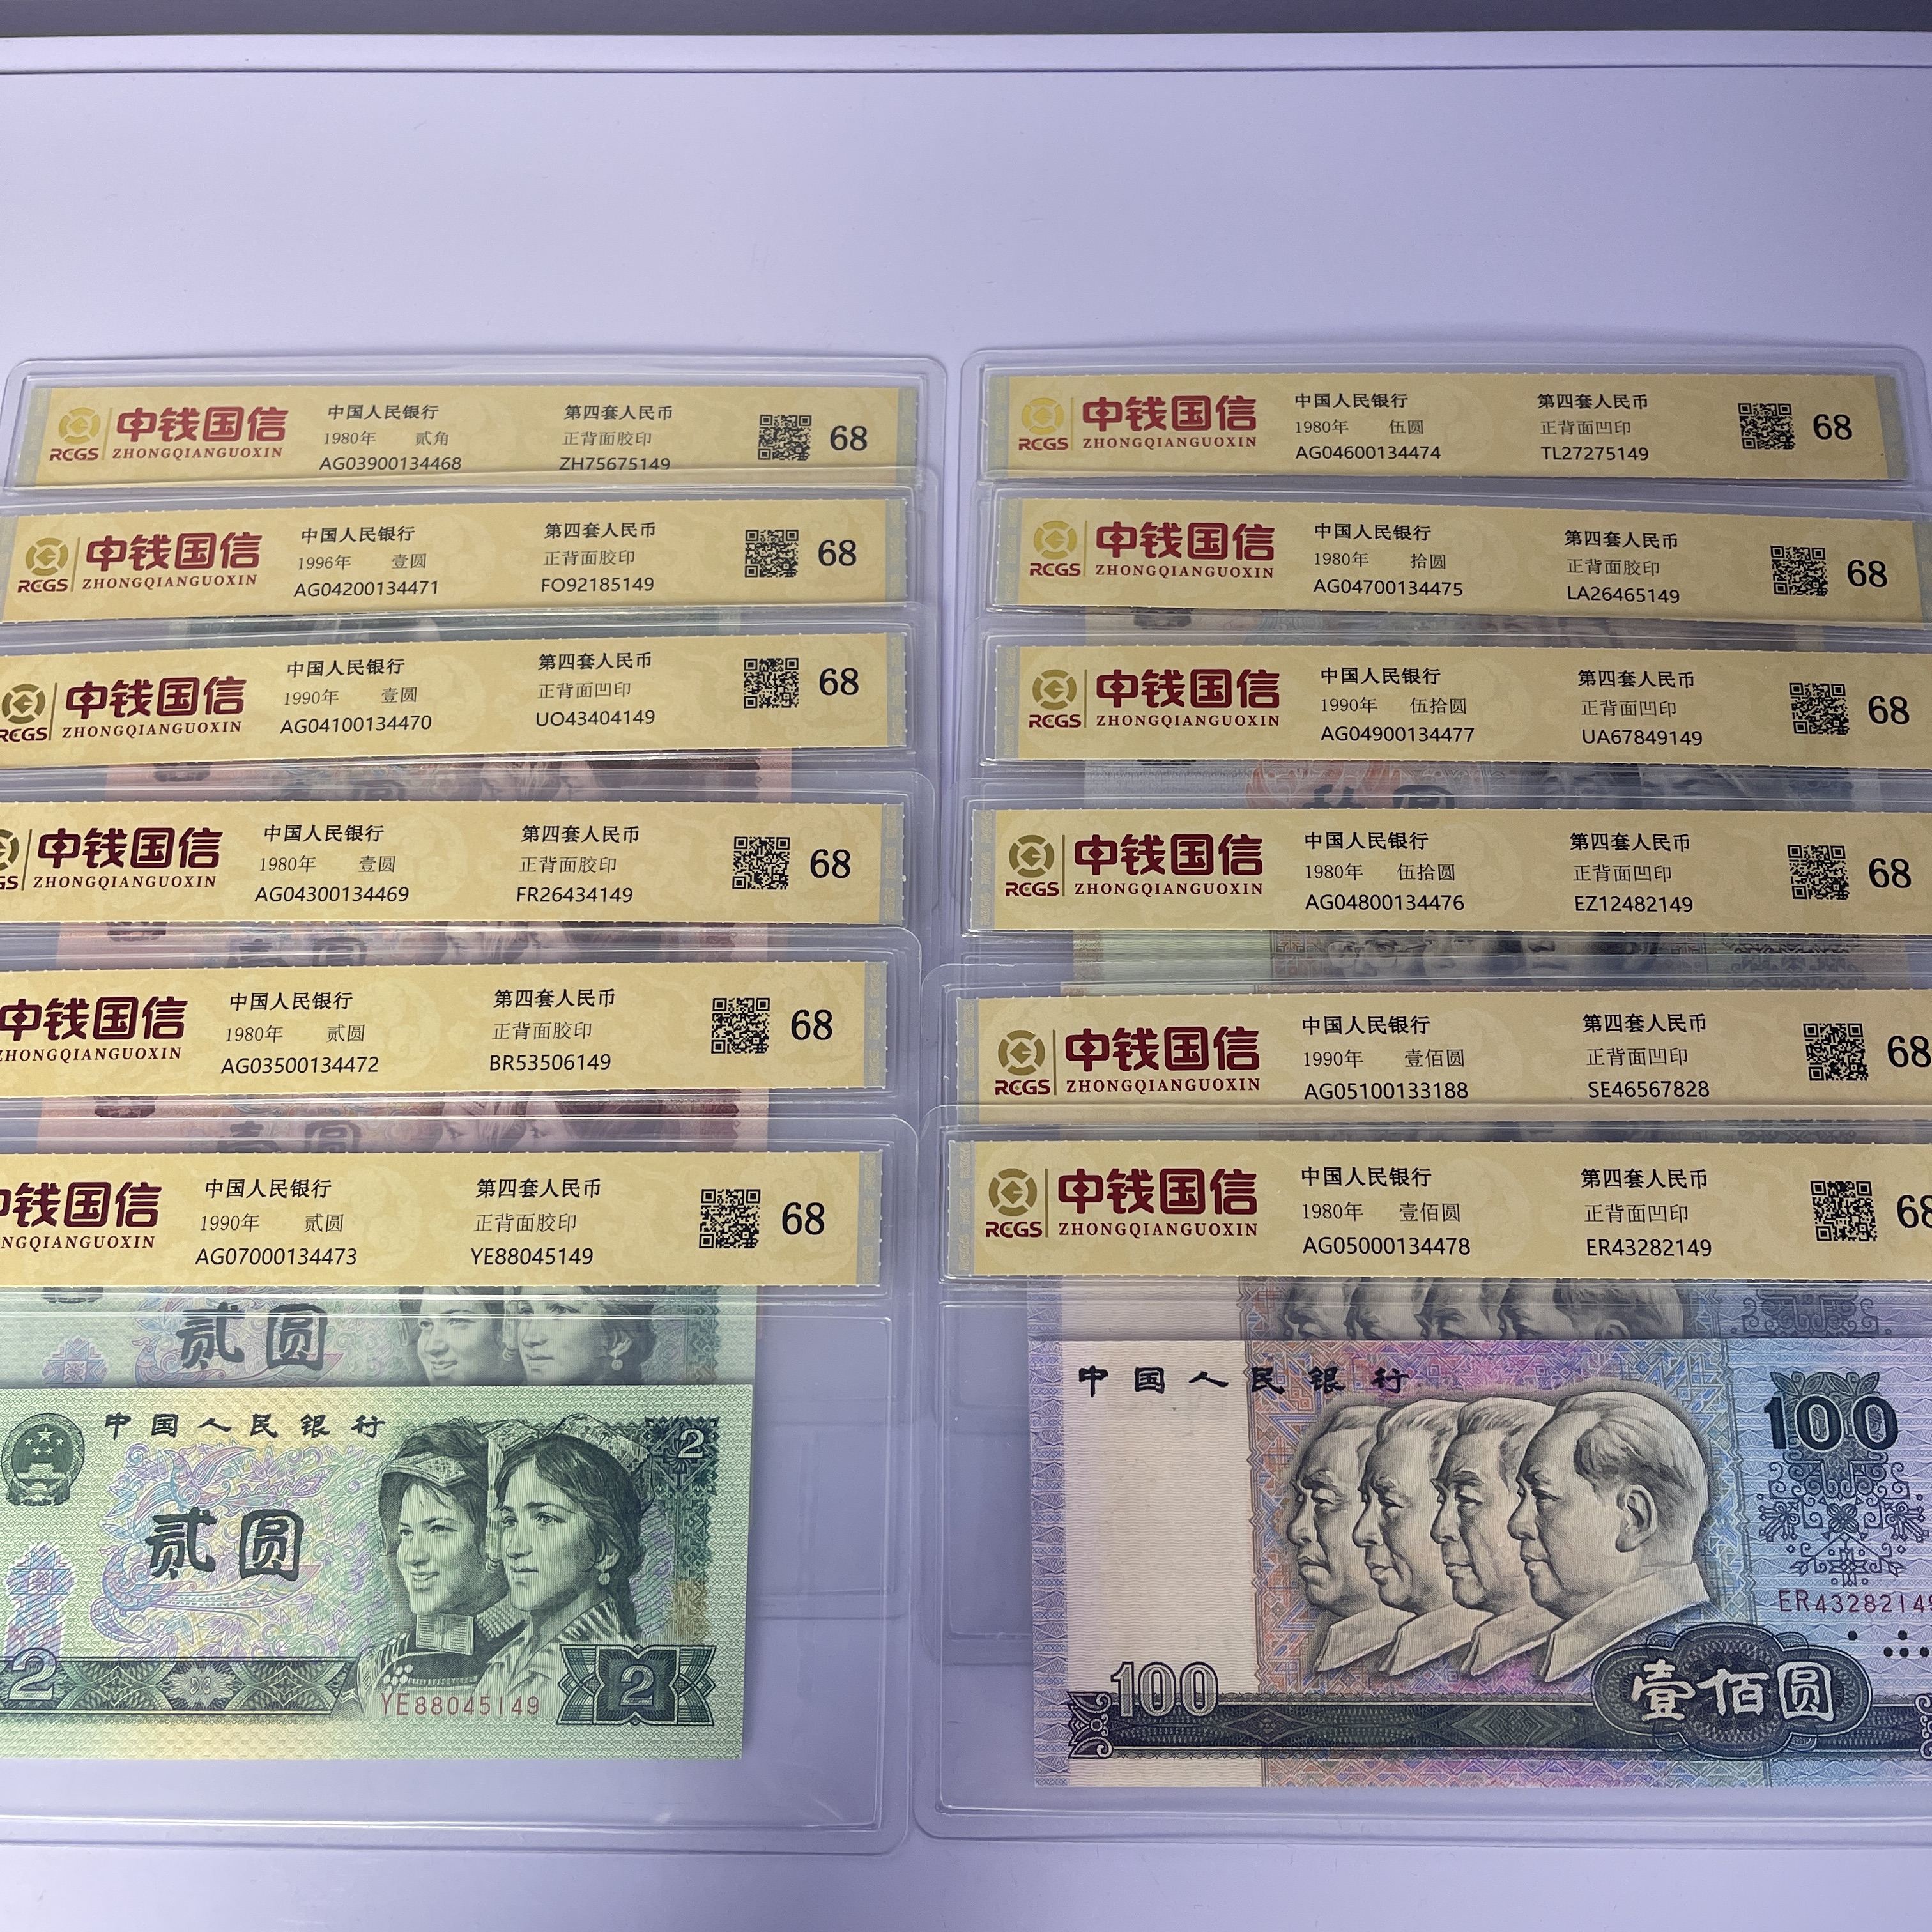 RCGS
中钱国信
ZHONGQIANGUOXIN
中国人民银行
1980年 贰角
AG03900134468
第四套人民币
正背面胶印
ZH75675149
68
RCGS
中钱国信
ZHONGQIANGUOXIN
中国人民银行
1996年 壹圆
AG04200134471
第四套人民币
正背面胶印
FO92185149
68
RCGS
中钱国信
ZHONGQIANGUOXIN
中国人民银行
1990年 壹圆
AG04100134470
第四套人民币
正背面凹印
UO43404149
68
GS
中钱国信
ZHONGQIANGUOXIN
中国人民银行
1980年 壹圆
AG04300134469
第四套人民币
正背面胶印
FR26434149
68
中钱国信
ZHONGQIANGUOXIN
中国人民银行
1980年 贰圆
AG03500134472
第四套人民币
正背面胶印
BR53506149
68
壹圆
中钱国信
NGQIANGUOXIN
中国人民银行
1990年 贰圆
AG07000134473
第四套人民币
正背面胶印
YE88045149
68
贰圆
中国人民银行
2
贰圆
2
YE88045149
2
RCGS
中钱国信
ZHONGQIANGUOXIN
中国人民银行
1980年 伍圆
AG04600134474
第四套人民币
正背面凹印
TL27275149
68
RCGS
中钱国信
ZHONGQIANGUOXIN
中国人民银行
1980年 拾圆
AG04700134475
第四套人民币
正背面胶印
LA26465149
68
RCGS
中钱国信
ZHONGQIANGUOXIN
中国人民银行
1990年 伍拾圆
AG04900134477
第四套人民币
正背面凹印
UA67849149
68
RCGS
中钱国信
ZHONGQIANGUOXIN
中国人民银行
1980年 伍拾圆
AG04800134476
第四套人民币
正背面凹印
EZ12482149
68
RCGS
中钱国信
ZHONGQIANGUOXIN
中国人民银行
1990年 壹佰圆
AG05100133188
第四套人民币
正背面凹印
SE46567828
68
RCGS
中钱国信
ZHONGQIANGUOXIN
中国人民银行
1980年 壹佰圆
AG05000134478
第四套人民币
正背面凹印
ER43282149
68
中国人民银行
100
ER43282149
100
壹佰圆